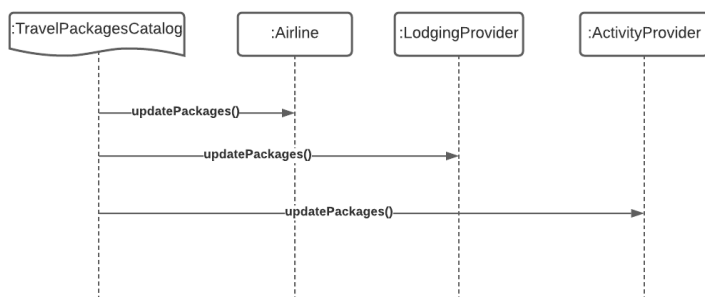 :TravelPackagesCatalog
:Airline
:LodgingProvider
:ActivityProvider
updatePackages()
updatePackages()
updatePackages()